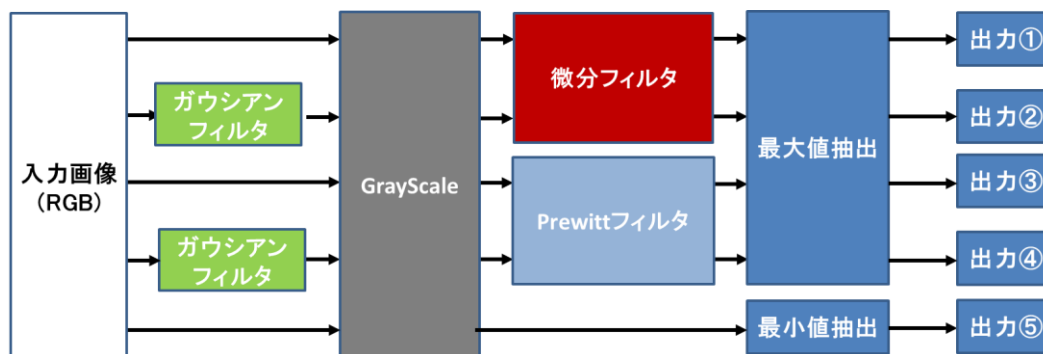 入力画像
(RGB)
ガウシアン
フィルタ
ガウシアン
フィルタ
GrayScale
微分フィルタ
Prewittフィルタ
最大値抽出
最小値抽出
出力①
出力②
出力③
出力④
出力⑤